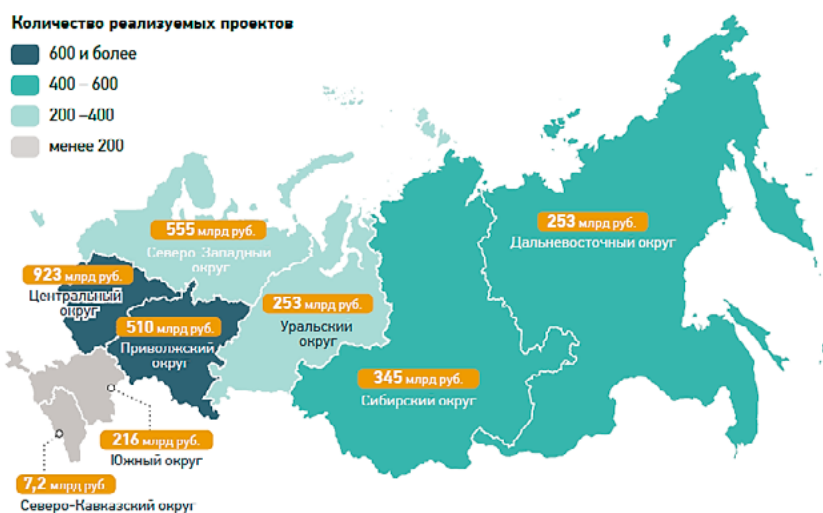 Количество реализуемых проектов
600 и более
400 – 600
200 –400
менее 200
555 млрд руб.
Северо-Западный
округ
923 млрд руб.
Центральный
округ
510 млрд руб.
Приволжский
округ
253 млрд руб.
Уральский
округ
253 млрд руб.
Дальневосточный округ
345 млрд руб.
Сибирский округ
216 млрд руб.
Южный округ
7,2 млрд руб
Северо-Кавказский округ